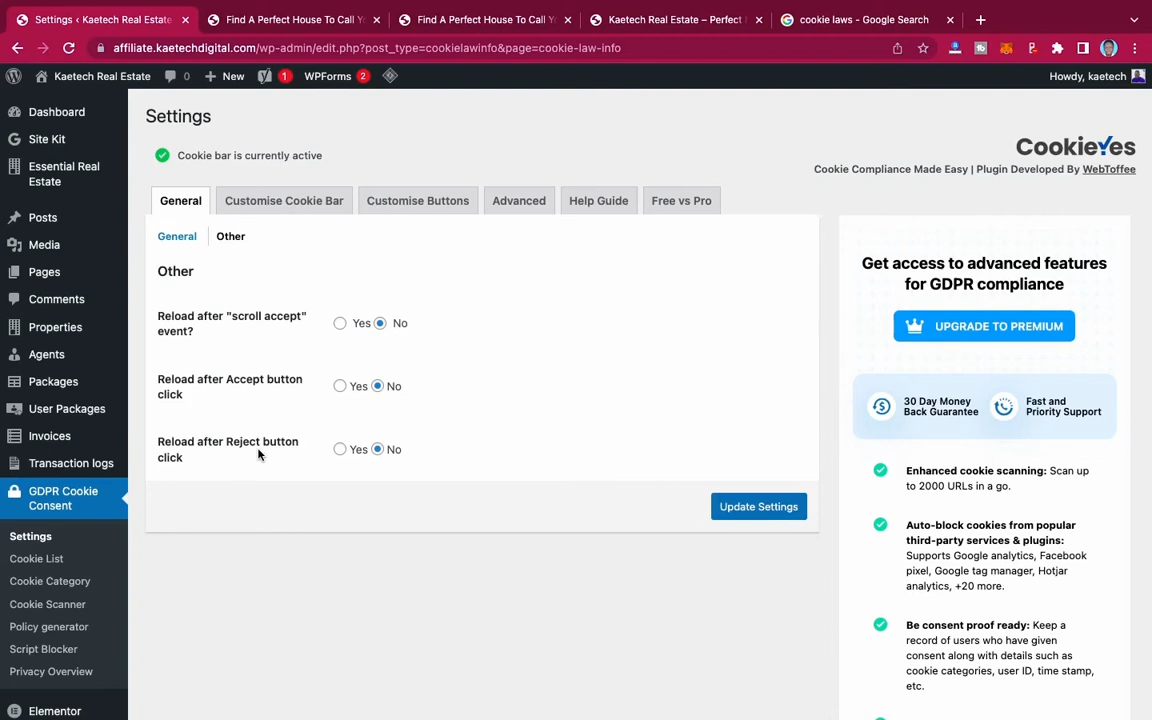 Settings ‹ Kaetech Real Estate
Find A Perfect House To Call Yo
Find A Perfect House To Call Yo
Kaetech Real Estate – Perfect H
cookie laws - Google Search
affiliate.kaetechdigital.com/wp-admin/edit.php?post_type=cookielawinfo&page=cookie-law-info
Kaetech Real Estate 0 New 1 WPForms 2 Howdy, kaetech
Dashboard
Site Kit
Essential Real
Estate
Posts
Media
Pages
Comments
Properties
Agents
Packages
User Packages
Invoices
Transaction logs
GDPR Cookie
Consent
Settings
Cookie List
Cookie Category
Cookie Scanner
Policy generator
Script Blocker
Privacy Overview
Elementor
Settings
Cookie bar is currently active
CookieYes
Cookie Compliance Made Easy | Plugin Developed By WebToffee
General Customise Cookie Bar Customise Buttons Advanced Help Guide Free vs Pro
General Other
Other
Reload after "scroll accept"
event?
Yes No
Reload after Accept button
click
Yes No
Reload after Reject button
click
Yes No
Update Settings
Get access to advanced features
for GDPR compliance
UPGRADE TO PREMIUM
30 Day Money
Back Guarantee
Fast and
Priority Support
Enhanced cookie scanning: Scan up
to 2000 URLs in a go.
Auto-block cookies from popular
third-party services & plugins:
Supports Google analytics, Facebook
pixel, Google tag manager, Hotjar
analytics, +20 more.
Be consent proof ready: Keep a
record of users who have given
consent along with details such as
cookie categories, user ID, time stamp,
etc.